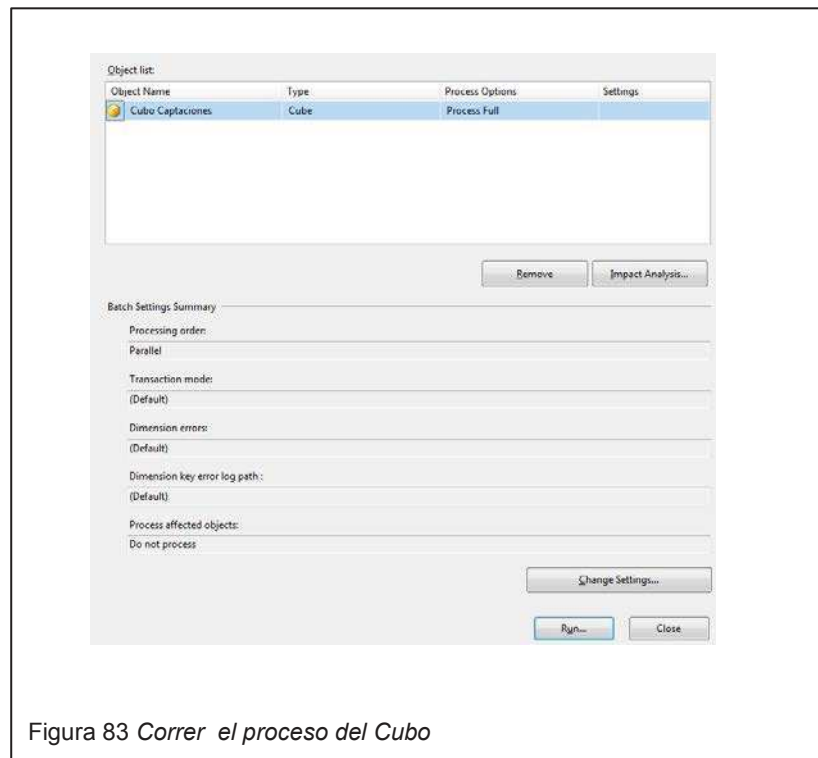 Object list:
Object Name Type Process Options Settings
Cubo Captaciones Cube Process Full
Remove Impact Analysis...
Batch Settings Summary
Processing order:
Parallel
Transaction mode:
(Default)
Dimension errors:
(Default)
Dimension key error log path :
(Default)
Process affected objects:
Do not process
Change Settings...
Run... Close
Figura 83 Correr el proceso del Cubo